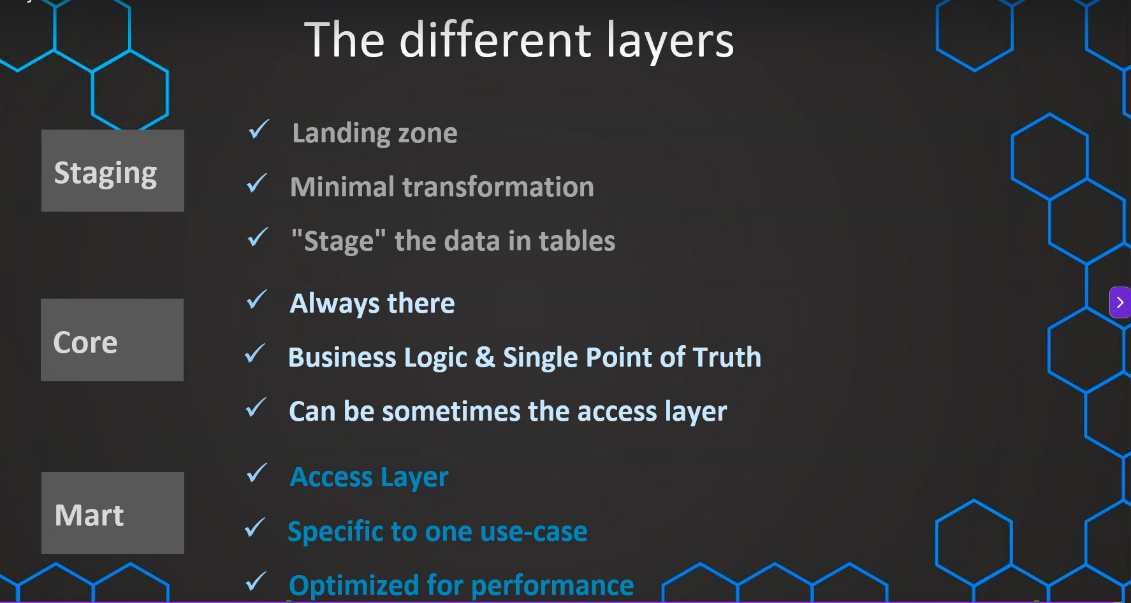 The different layers
Staging
Landing zone
Minimal transformation
"Stage" the data in tables
Core
Always there
Business Logic & Single Point of Truth
Can be sometimes the access layer
Mart
Access Layer
Specific to one use-case
Optimized for performance